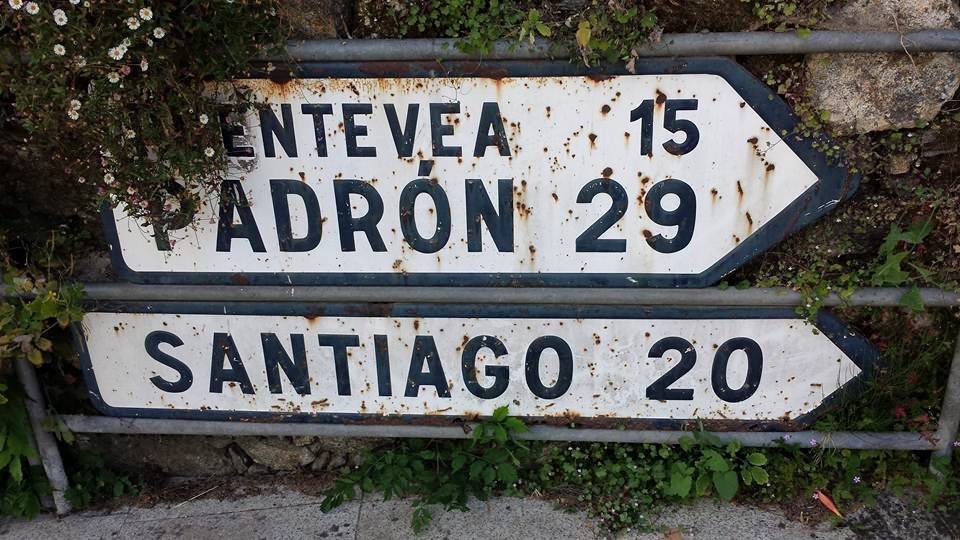 ENTEVEA 15
PADRÓN 29
SANTIAGO 20